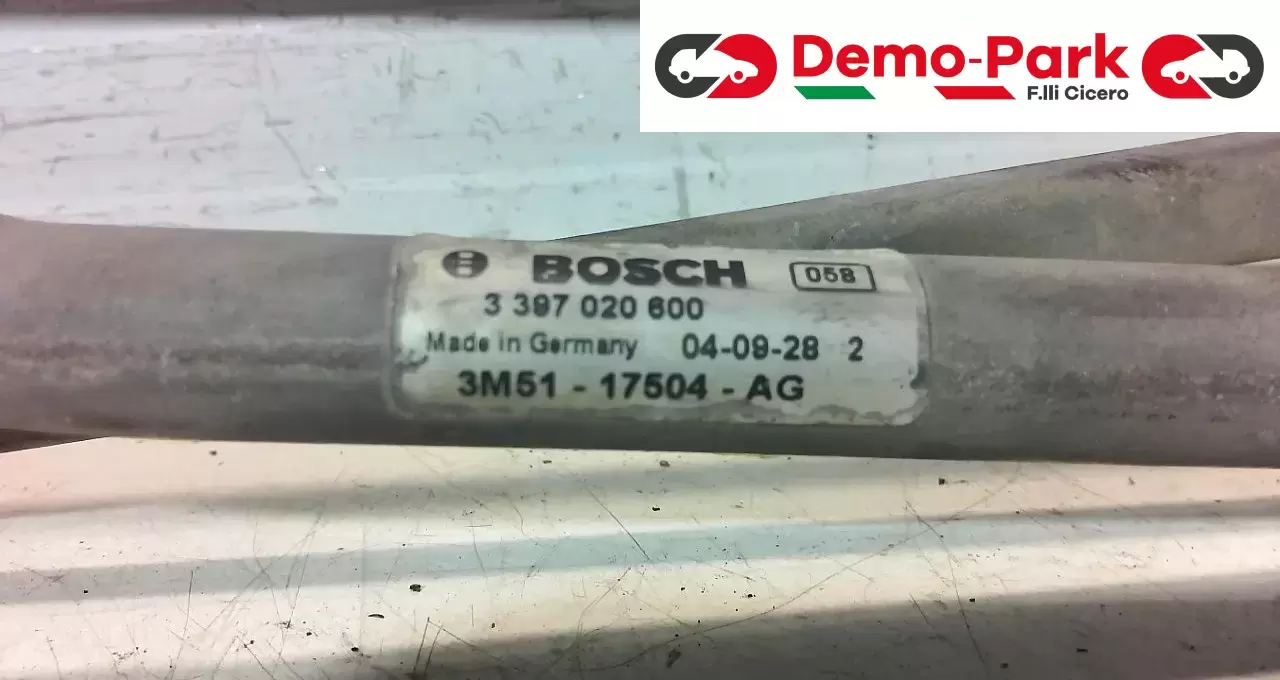 Demo-Park
F.lli Cicero
BOSCH 058
3 397 020 600
Made in Germany 04-09-28 2
3M51 - 17504 - AG